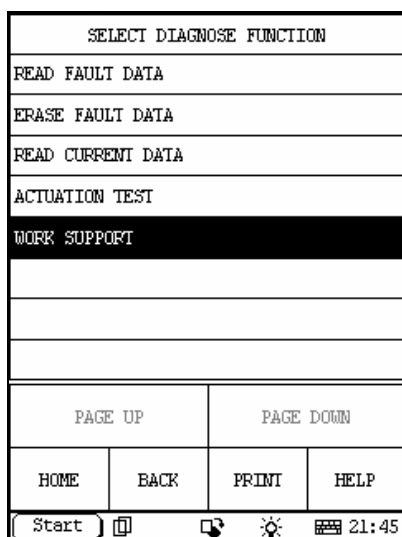 SELECT DIAGNOSE FUNCTION
READ FAULT DATA
ERASE FAULT DATA
READ CURRENT DATA
ACTUATION TEST
WORK SUPPORT
PAGE UP PAGE DOWN
HOME BACK PRINT HELP
Start 21:45